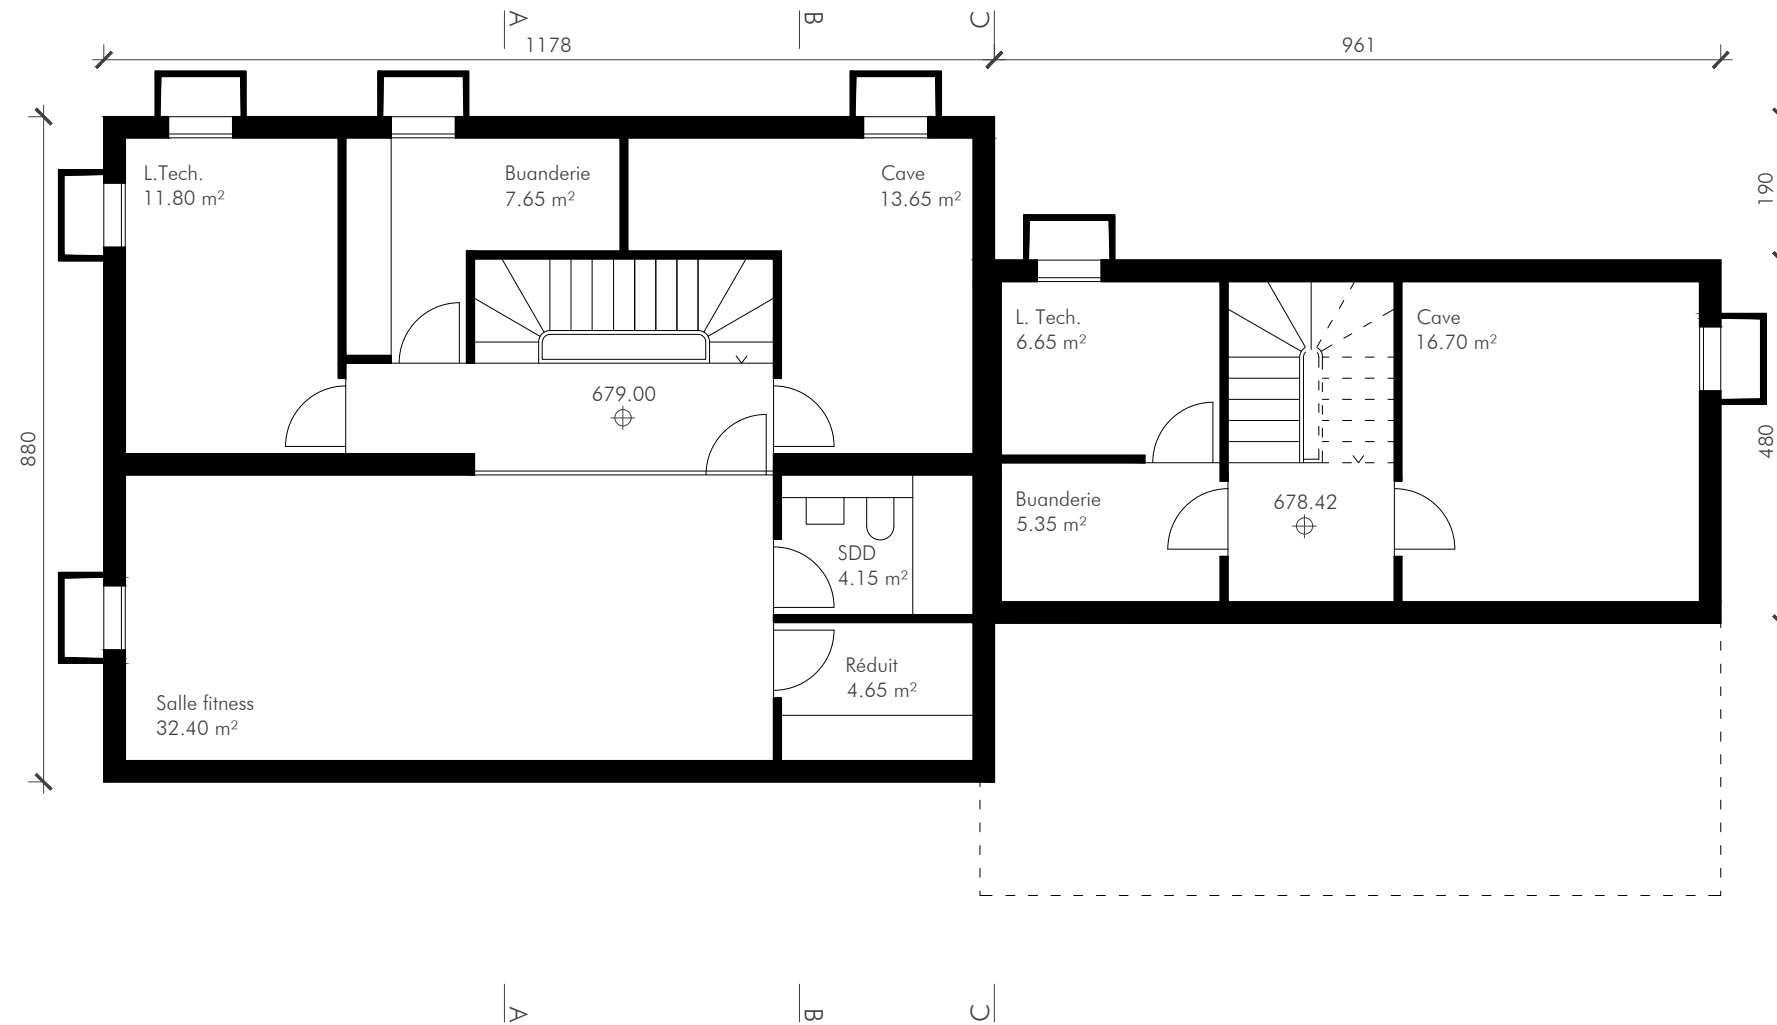 A
B
C
1178
961
L.Tech.
11.80 m²
Buanderie
7.65 m²
Cave
13.65 m²
190
L. Tech.
6.65 m²
Cave
16.70 m²
679.00
880
480
Buanderie
5.35 m²
678.42
SDD
4.15 m²
Réduit
4.65 m²
Salle fitness
32.40 m²
A
B
C